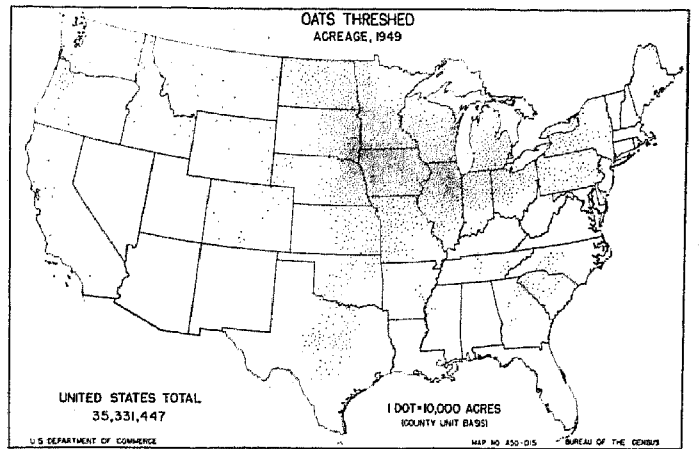 OATS THRESHED
ACREAGE, 1949
UNITED STATES TOTAL
35,331,447
1 DOT=10,000 ACRES
(COUNTY UNIT BASIS)
U S DEPARTMENT OF COMMERCE
MAP NO A50-015
BUREAU OF THE CENSUS